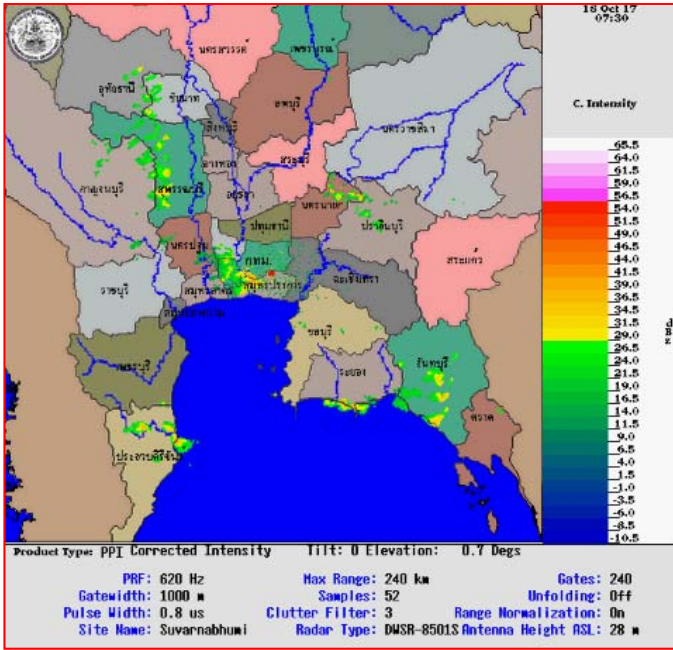 18 Oct 17
07:30
C. Intensity
นครสวรรค์
เพชรบูรณ์
อุทัยธานี
ชัยนาท
ลพบุรี
สิงห์บุรี
นครราชสีมา
อ่างทอง
สระบุรี
กาญจนบุรี
สุพรรณบุรี
อยุธยา
นครนายก
ปราจีนบุรี
ปทุมธานี
นครปฐม
กทม.
สระแก้ว
ราชบุรี
สมุทรสาคร
สมุทรปราการ
ฉะเชิงเทรา
สมุทรสงคราม
ชลบุรี
เพชรบุรี
ระยอง
จันทบุรี
ตราด
ประจวบคีรีขันธ์
65.5
64.0
61.5
59.0
56.5
54.0
51.5
49.0
46.5
44.0
41.5
39.0
36.5
34.0
31.5
29.0
26.5
24.0
21.5
19.0
16.5
14.0
11.5
9.0
6.5
4.0
1.5
-1.0
-3.5
-6.0
-8.5
-10.5
dBz
Product Type: PPI Corrected Intensity Tilt: 0 Elevation: 0.7 Degs
PRF: 620 Hz Max Range: 240 km Gates: 240
Gatewidth: 1000 m Samples: 52 Unfolding: Off
Pulse Width: 0.8 us Clutter Filter: 3 Range Normalization: On
Site Name: Suvarnabhumi Radar Type: DWSR-8501S Antenna Height ASL: 28 m